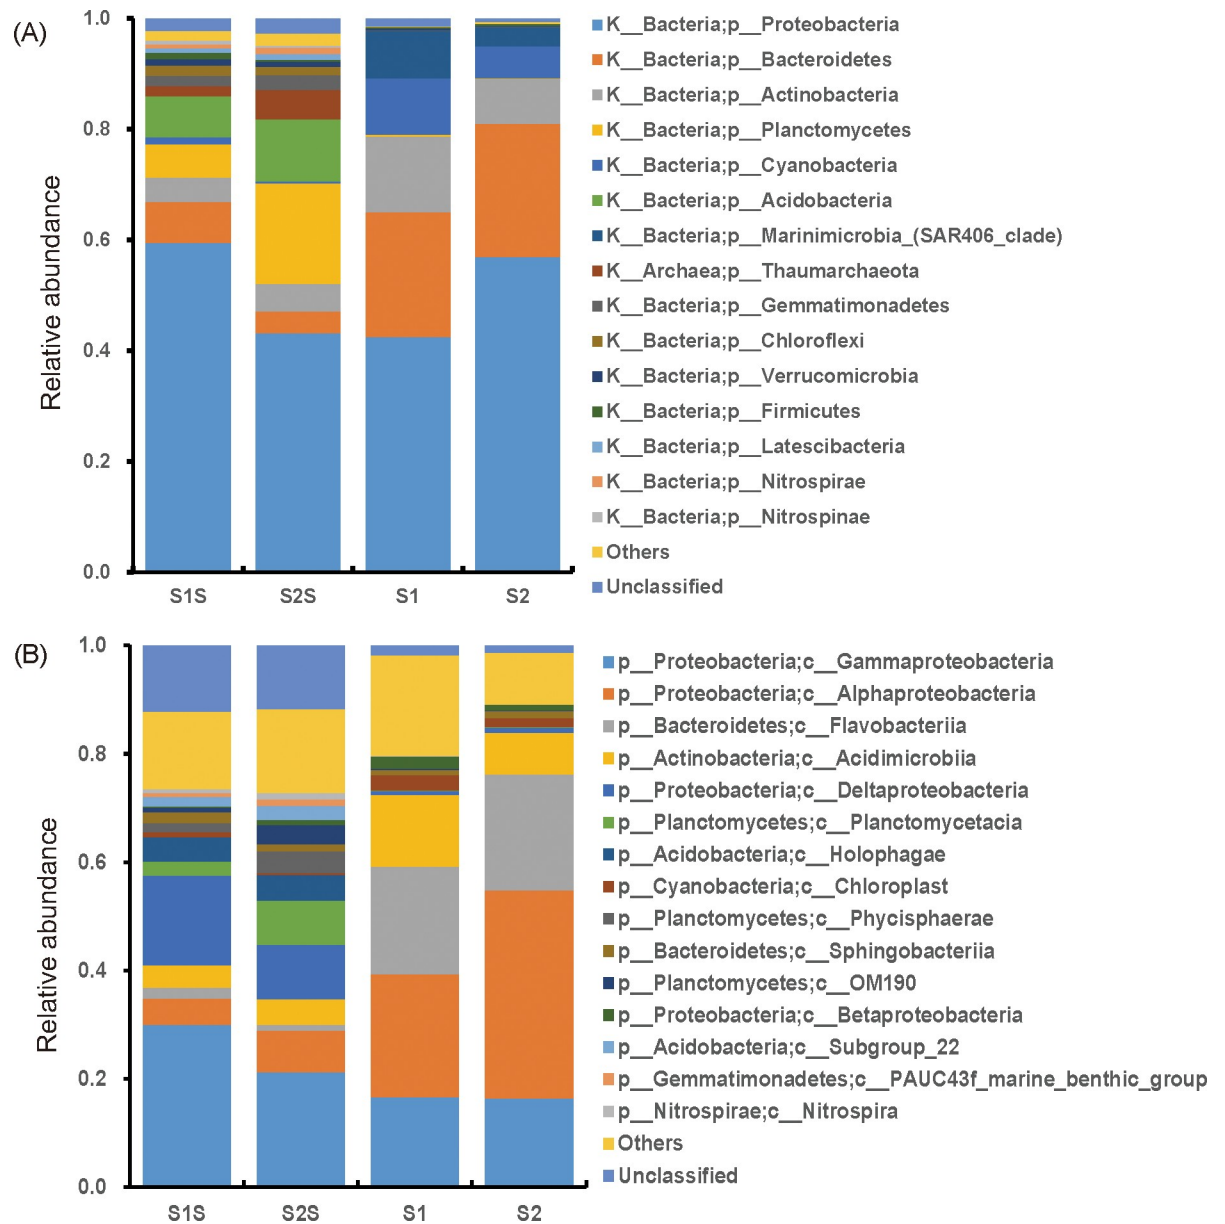 (A)
Relative abundance
1.0
0.8
0.6
0.4
0.2
0.0
S1S
S2S
S1
S2
K__Bacteria;p__Proteobacteria
K__Bacteria;p__Bacteroidetes
K__Bacteria;p__Actinobacteria
K__Bacteria;p__Planctomycetes
K__Bacteria;p__Cyanobacteria
K__Bacteria;p__Acidobacteria
K__Bacteria;p__Marinimicrobia_(SAR406_clade)
K__Archaea;p__Thaumarchaeota
K__Bacteria;p__Gemmatimonadetes
K__Bacteria;p__Chloroflexi
K__Bacteria;p__Verrucomicrobia
K__Bacteria;p__Firmicutes
K__Bacteria;p__Latescibacteria
K__Bacteria;p__Nitrospirae
K__Bacteria;p__Nitrospinae
Others
Unclassified
(B)
Relative abundance
1.0
0.8
0.6
0.4
0.2
0.0
S1S
S2S
S1
S2
p__Proteobacteria;c__Gammaproteobacteria
p__Proteobacteria;c__Alphaproteobacteria
p__Bacteroidetes;c__Flavobacteriia
p__Actinobacteria;c__Acidimicrobiia
p__Proteobacteria;c__Deltaproteobacteria
p__Planctomycetes;c__Planctomycetacia
p__Acidobacteria;c__Holophagae
p__Cyanobacteria;c__Chloroplast
p__Planctomycetes;c__Phycisphaerae
p__Bacteroidetes;c__Sphingobacteriia
p__Planctomycetes;c__OM190
p__Proteobacteria;c__Betaproteobacteria
p__Acidobacteria;c__Subgroup_22
p__Gemmatimonadetes;c__PAUC43f_marine_benthic_group
p__Nitrospirae;c__Nitrospira
Others
Unclassified